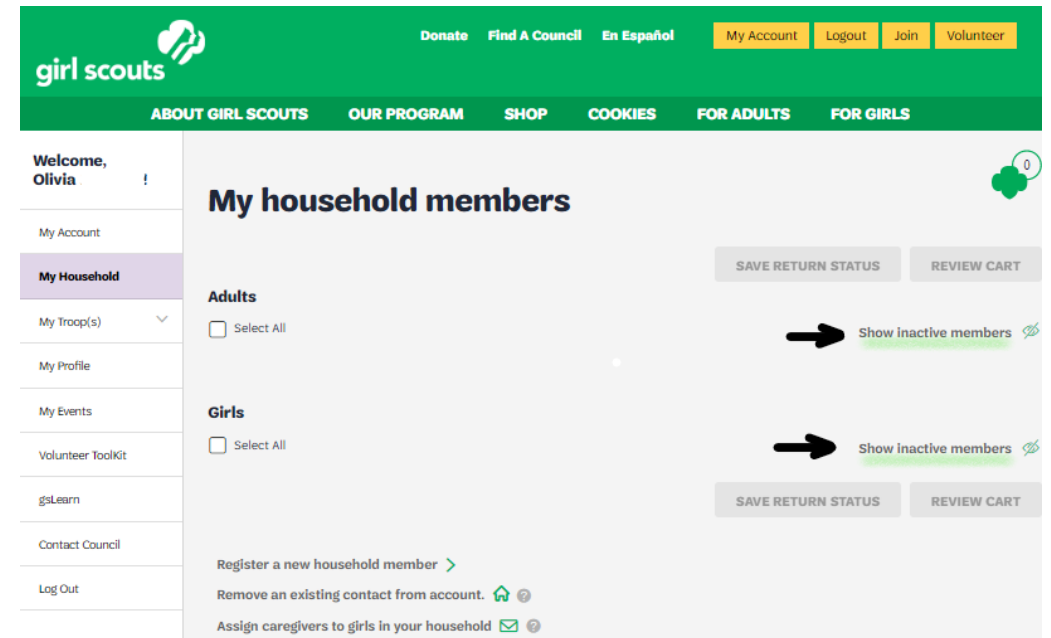 Donate Find A Council En Español My Account Logout Join Volunteer
girl scouts
ABOUT GIRL SCOUTS OUR PROGRAM SHOP COOKIES FOR ADULTS FOR GIRLS
Welcome,
Olivia !
0
My household members
My Account
My Household
My Troop(s)
My Profile
My Events
Volunteer ToolKit
gsLearn
Contact Council
Log Out
SAVE RETURN STATUS REVIEW CART
Adults
Select All Show inactive members
Girls
Select All Show inactive members
SAVE RETURN STATUS REVIEW CART
Register a new household member
Remove an existing contact from account. ?
Assign caregivers to girls in your household ?